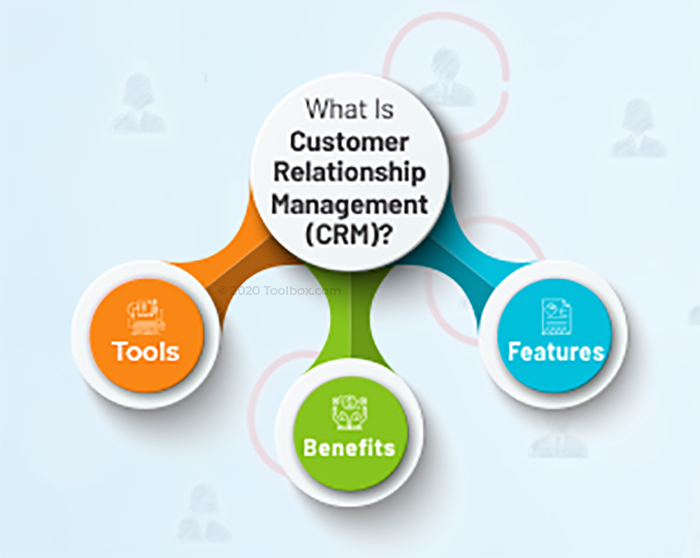 What Is
Customer
Relationship
Management
(CRM)?
© 2020 Toolbox.com
Tools
Features
Benefits